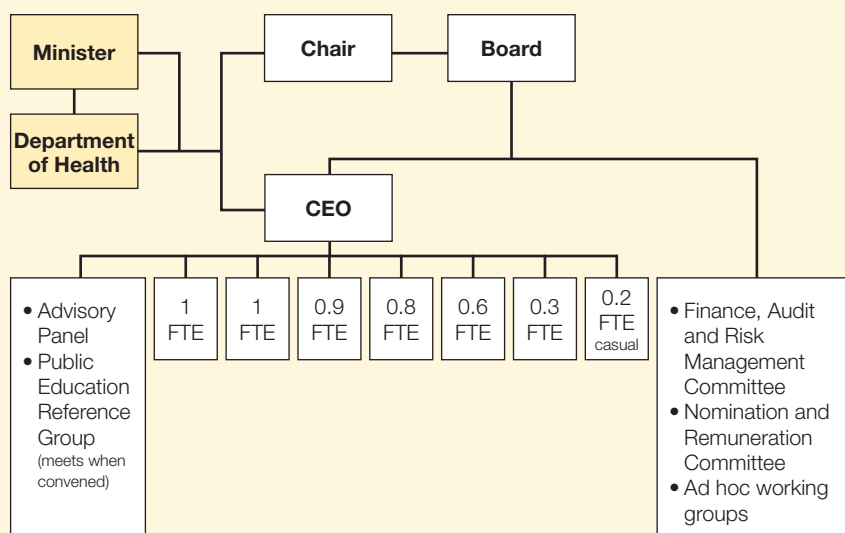 Minister
Chair
Board
Department
of Health
CEO
• Advisory
Panel
• Public
Education
Reference
Group
(meets when
convened)
1
FTE
1
FTE
0.9
FTE
0.8
FTE
0.6
FTE
0.3
FTE
0.2
FTE
casual
• Finance, Audit
and Risk
Management
Committee
• Nomination and
Remuneration
Committee
• Ad hoc working
groups